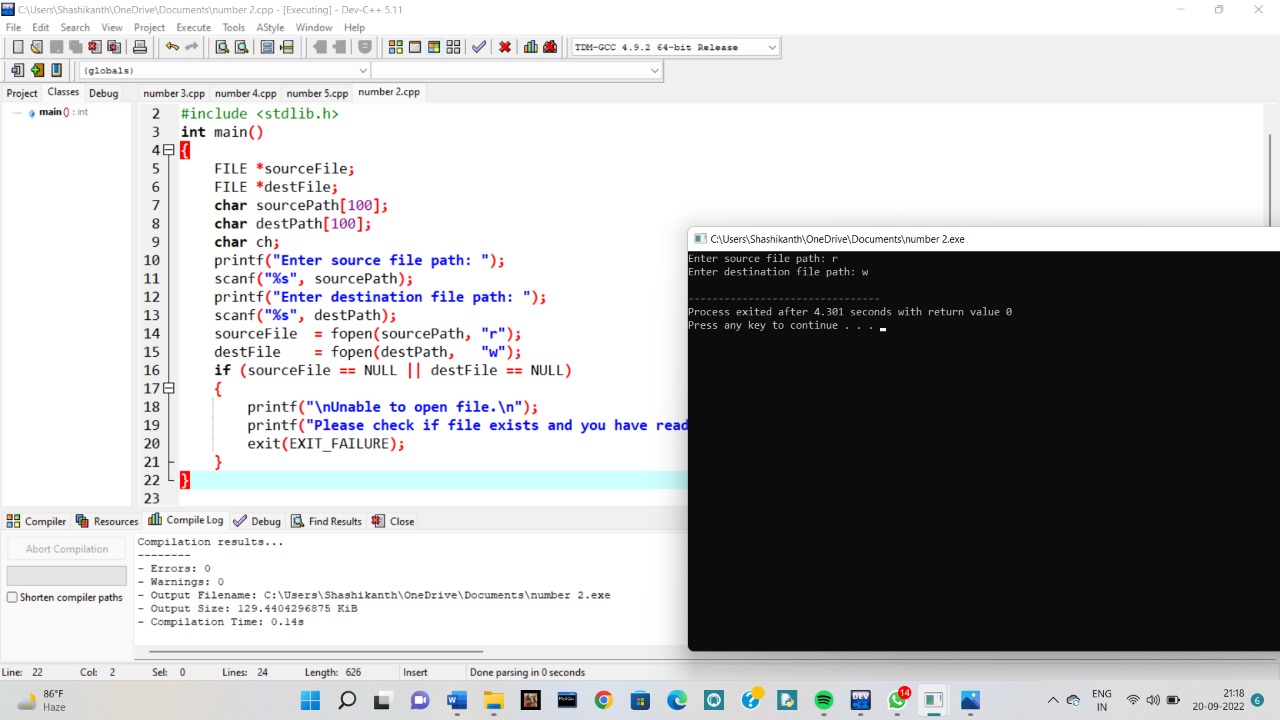 C:\Users\Shashikanth\OneDrive\Documents\number 2.cpp - [Executing] - Dev-C++ 5.11
File Edit Search View Project Execute Tools AStyle Window Help
TDM-GCC 4.9.2 64-bit Release
(globals)
Project Classes Debug
main () : int
number 3.cpp number 4.cpp number 5.cpp number 2.cpp
2 #include <stdlib.h>
3 int main()
4 {
5 FILE *sourceFile;
6 FILE *destFile;
7 char sourcePath[100];
8 char destPath[100];
9 char ch;
10 printf("Enter source file path: ");
11 scanf("%s", sourcePath);
12 printf("Enter destination file path: ");
13 scanf("%s", destPath);
14 sourceFile  = fopen(sourcePath, "r");
15 destFile    = fopen(destPath,   "w");
16 if (sourceFile == NULL || destFile == NULL)
17 {
18 printf("\nUnable to open file.\n");
19 printf("Please check if file exists and you have read
20 exit(EXIT_FAILURE);
21 }
22 }
23
C:\Users\Shashikanth\OneDrive\Documents\number 2.exe
Enter source file path: r
Enter destination file path: w
--------------------------------
Process exited after 4.301 seconds with return value 0
Press any key to continue . . .
Compiler Resources Compile Log Debug Find Results Close
Abort Compilation
Shorten compiler paths
Compilation results...
--------
- Errors: 0
- Warnings: 0
- Output Filename: C:\Users\Shashikanth\OneDrive\Documents\number 2.exe
- Output Size: 129.4404296875 KiB
- Compilation Time: 0.14s
Line: 22 Col: 2 Sel: 0 Lines: 24 Length: 626 Insert Done parsing in 0 seconds
86°F
Haze
14
ENG
IN
11:18
20-09-2022
6